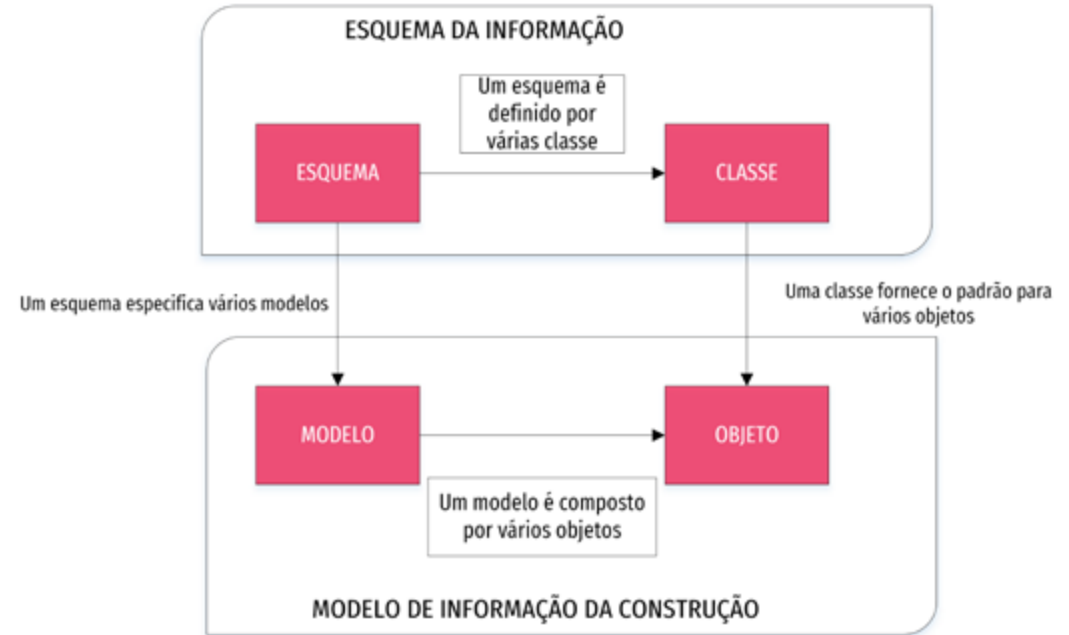 ESQUEMA DA INFORMAÇÃO
Um esquema é
definido por
várias classe
ESQUEMA
CLASSE
Um esquema especifica vários modelos
Uma classe fornece o padrão para
vários objetos
MODELO
OBJETO
Um modelo é composto
por vários objetos
MODELO DE INFORMAÇÃO DA CONSTRUÇÃO